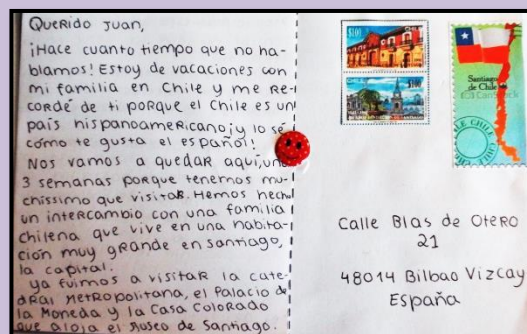 Querido Juan,
¡Hace cuanto tiempo que no ha-
blamos! Estoy de vacaciones con
mi familia en Chile y me re-
cordé de ti porque el Chile es un
país hispanoamericano ¡y lo sé
cómo te gusta el español!
Nos vamos a quedar aquí, un
3 semanas porque tenemos mu-
chíssimo que visitar. Hemos hech
un intercambio con una familia
chilena que vive en una habita-
ción muy grande en Santiago,
la capital.
Ya fuimos a visitar la cate-
dral Metropolitana, el Palacio de
la Moneda y la Casa Colorado
que aloja el Museo de Santiago.
CHILE
$100
CHILE
$100
Santiago
de Chile
CHILE
Calle Blas de Otero
21
48014 Bilbao Vizcay
España